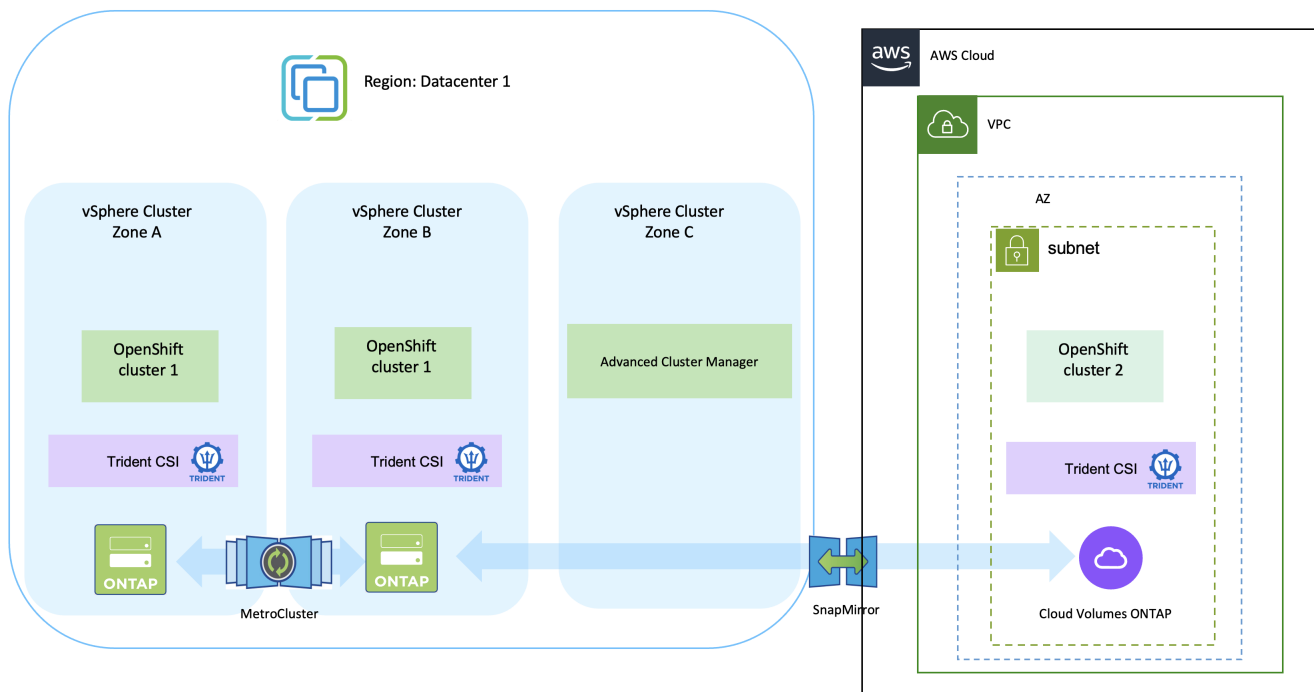 Region: Datacenter 1
vSphere Cluster
Zone A
OpenShift
cluster 1
Trident CSI
TRIDENT
ONTAP
MetroCluster
vSphere Cluster
Zone B
OpenShift
cluster 1
Trident CSI
TRIDENT
ONTAP
vSphere Cluster
Zone C
Advanced Cluster Manager
SnapMirror
aws
AWS Cloud
VPC
AZ
subnet
OpenShift
cluster 2
Trident CSI
TRIDENT
Cloud Volumes ONTAP